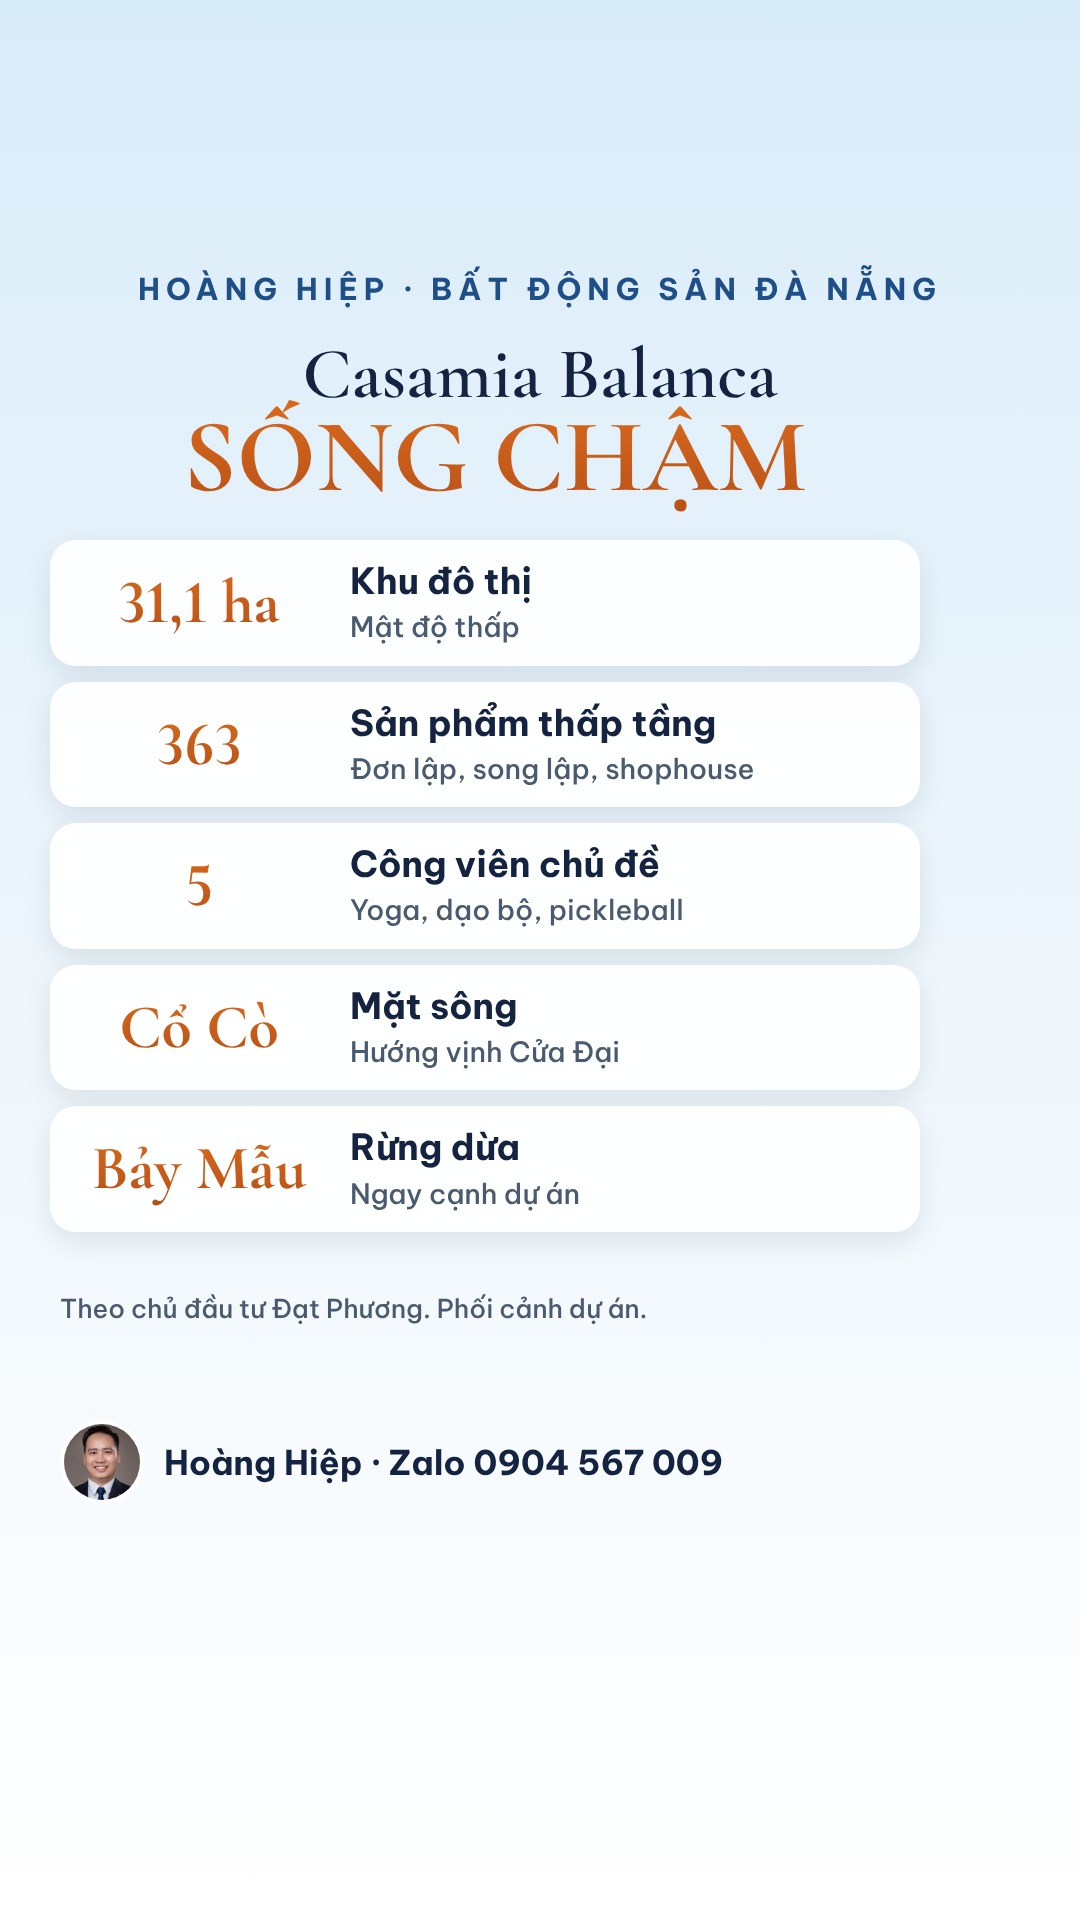 HOÀNG HIỆP · BẤT ĐỘNG SẢN ĐÀ NẴNG
Casamia Balanca
SỐNG CHẬM
31,1 ha
Khu đô thị
Mật độ thấp
363
Sản phẩm thấp tầng
Đơn lập, song lập, shophouse
5
Công viên chủ đề
Yoga, dạo bộ, pickleball
Cổ Cò
Mặt sông
Hướng vịnh Cửa Đại
Bảy Mẫu
Rừng dừa
Ngay cạnh dự án
Theo chủ đầu tư Đạt Phương. Phối cảnh dự án.
Hoàng Hiệp · Zalo 0904 567 009